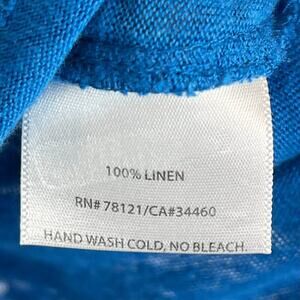 100% LINEN
RN# 78121/CA#34460
HAND WASH COLD, NO BLEACH.